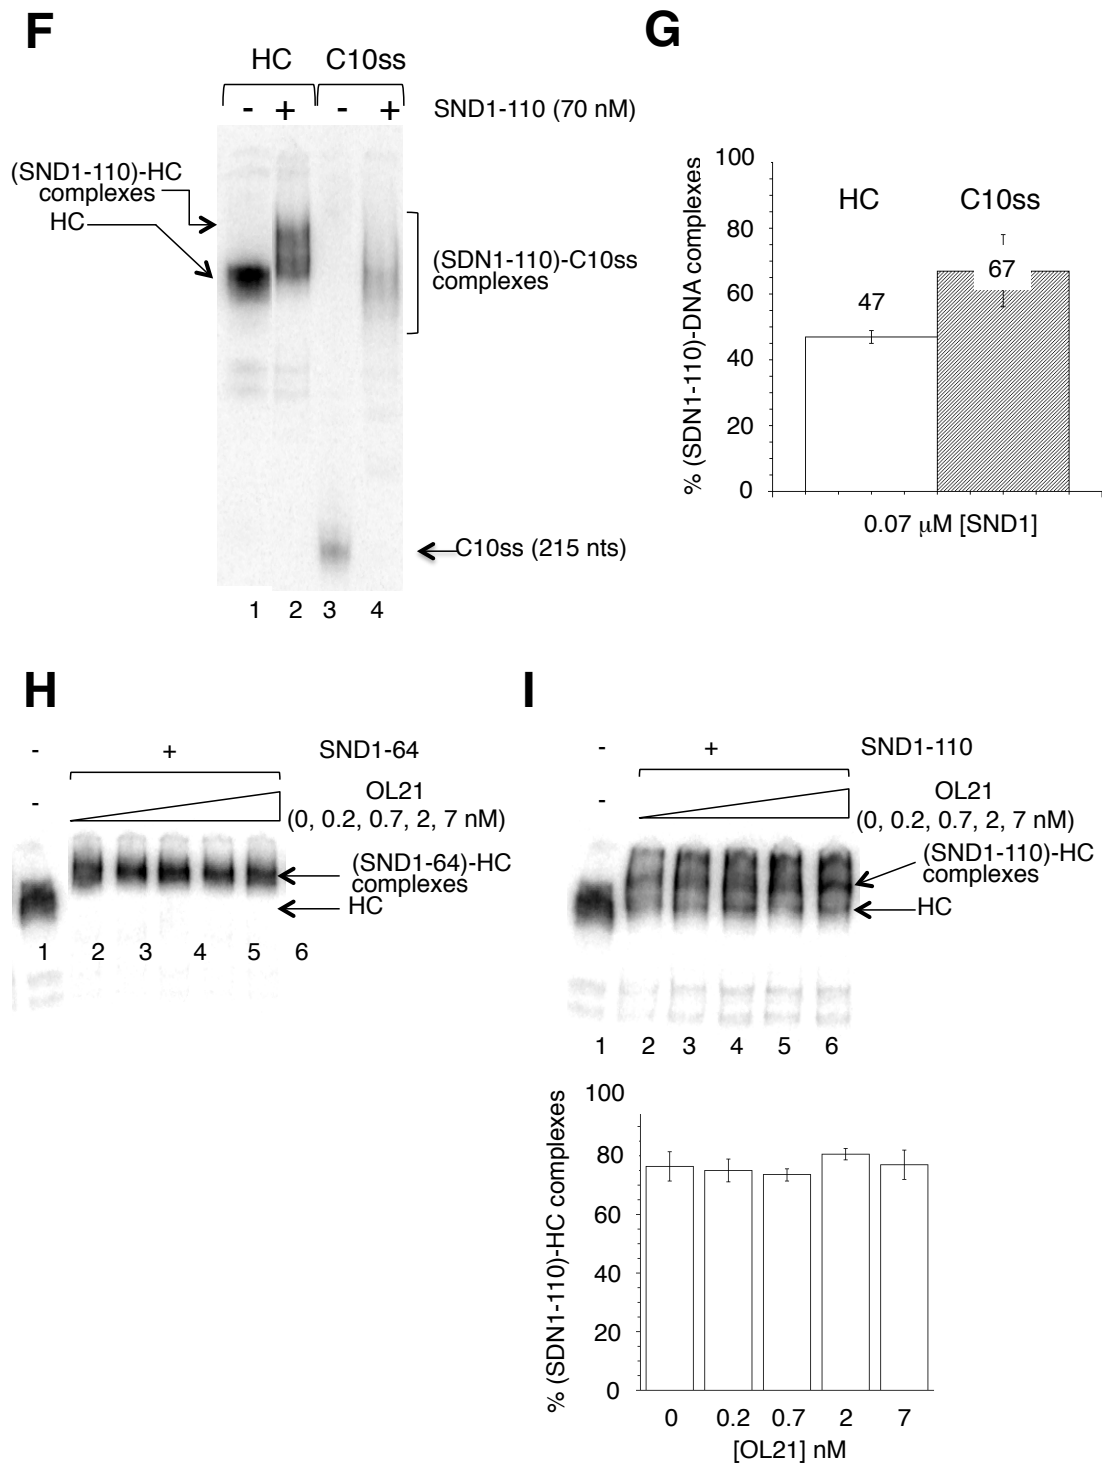 F
HC C10ss
- + - + SND1-110 (70 nM)
(SND1-110)-HC
complexes
HC
(SDN1-110)-C10ss
complexes
C10ss (215 nts)
1 2 3 4
G
% (SDN1-110)-DNA complexes
100
80
60
40
20
0
HC C10ss
47
67
0.07 μM [SND1]
H
- + SND1-64
- OL21
(0, 0.2, 0.7, 2, 7 nM)
(SND1-64)-HC
complexes
HC
1 2 3 4 5 6
I
- + SND1-110
- OL21
(0, 0.2, 0.7, 2, 7 nM)
(SND1-110)-HC
complexes
HC
1 2 3 4 5 6
% (SDN1-110)-HC complexes
100
80
60
40
20
0
0 0.2 0.7 2 7
[OL21] nM